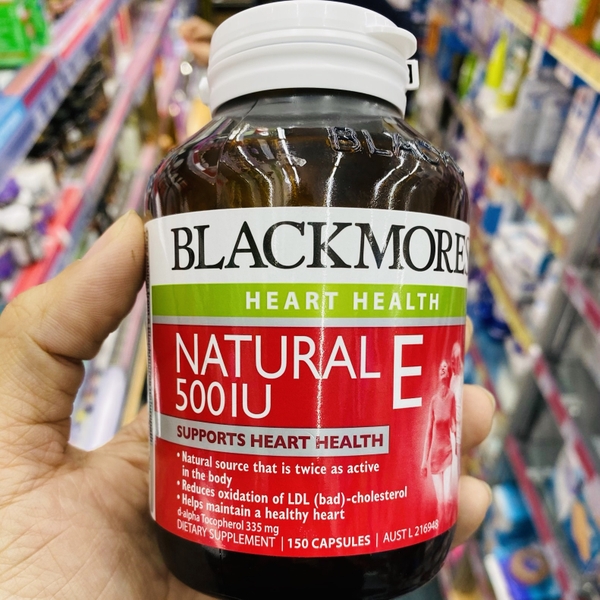 BLACKMORES
HEART HEALTH
NATURAL E
500IU
SUPPORTS HEART HEALTH
• Natural source that is twice as active
in the body
• Reduces oxidation of LDL (bad)-cholesterol
• Helps maintain a healthy heart
d-alpha Tocopherol 335 mg
DIETARY SUPPLEMENT | 150 CAPSULES | AUST L 216948